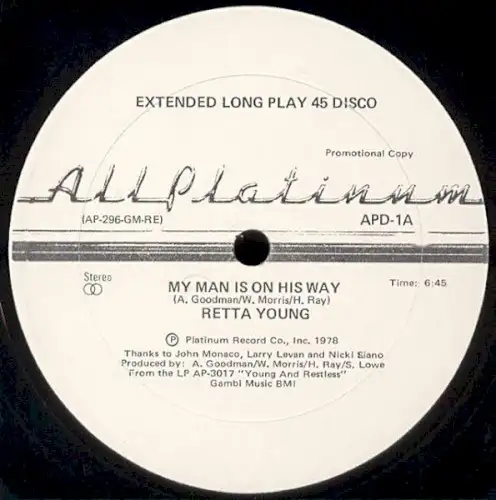 EXTENDED LONG PLAY 45 DISCO
Promotional Copy
All Platinum
(AP-296-GM-RE)
APD-1A
Stereo
MY MAN IS ON HIS WAY
Time: 6:45
(A. Goodman/W. Morris/H. Ray)
RETTA YOUNG
Ⓟ Platinum Record Co., Inc. 1978
Thanks to John Monaco, Larry Levan and Nicki Siano
Produced by: A. Goodman/W. Morris/H. Ray/S. Lowe
From the LP AP-3017 "Young And Restless"
Gambi Music BMI